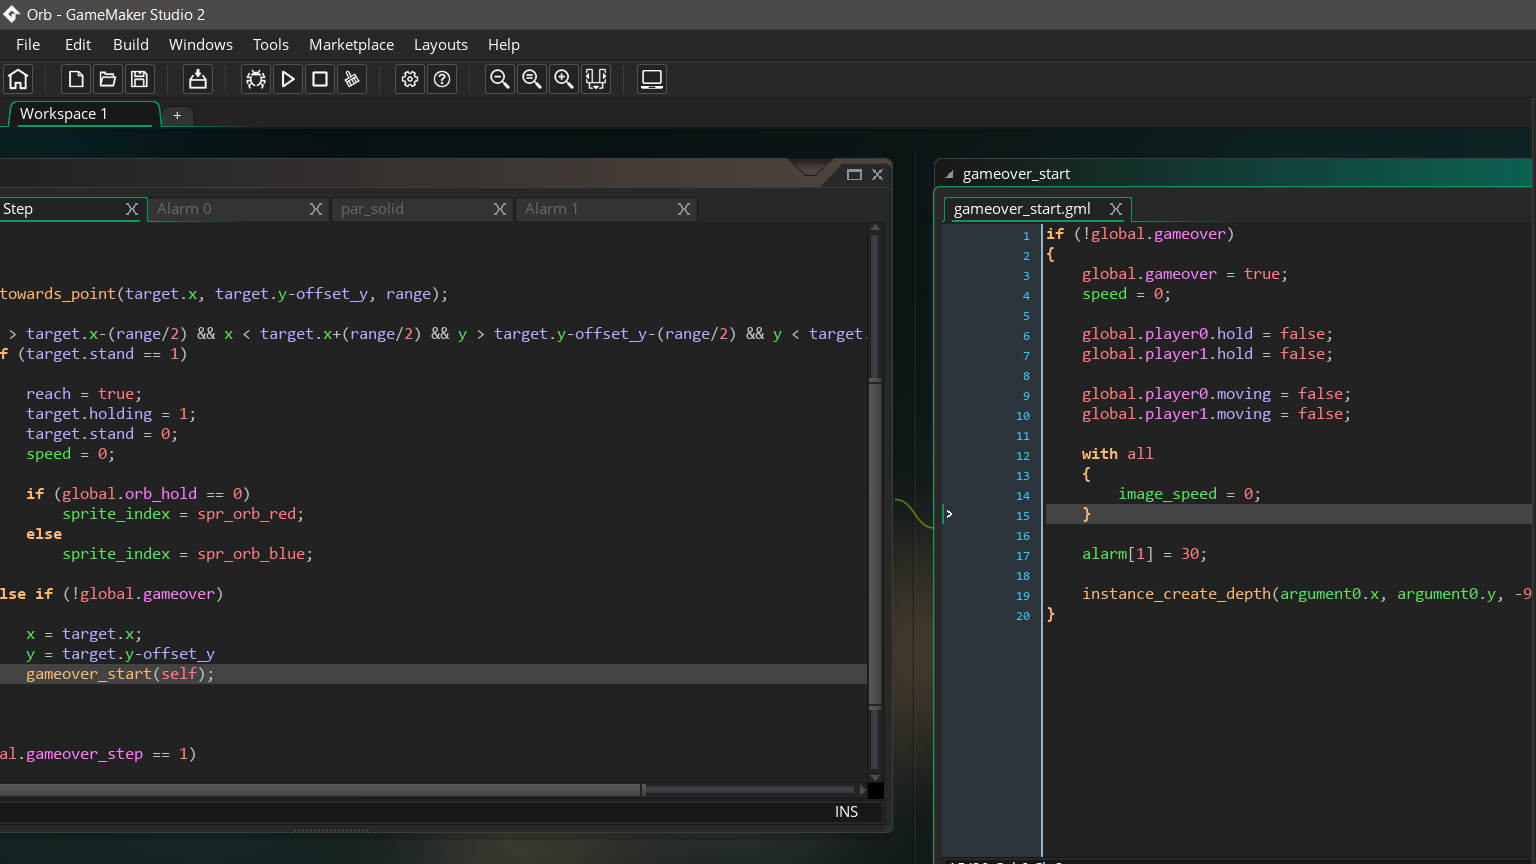 Orb - GameMaker Studio 2
File Edit Build Windows Tools Marketplace Layouts Help
Workspace 1 +
Step Alarm 0 par_solid Alarm 1
towards_point(target.x, target.y-offset_y, range);
> target.x-(range/2) && x < target.x+(range/2) && y > target.y-offset_y-(range/2) && y < target.
f (target.stand == 1)
reach = true;
target.holding = 1;
target.stand = 0;
speed = 0;
if (global.orb_hold == 0)
sprite_index = spr_orb_red;
else
sprite_index = spr_orb_blue;
lse if (!global.gameover)
x = target.x;
y = target.y-offset_y
gameover_start(self);
al.gameover_step == 1)
INS
gameover_start
gameover_start.gml
1 if (!global.gameover)
2 {
3 global.gameover = true;
4 speed = 0;
5
6 global.player0.hold = false;
7 global.player1.hold = false;
8
9 global.player0.moving = false;
10 global.player1.moving = false;
11
12 with all
13 {
14 image_speed = 0;
15 }
16
17 alarm[1] = 30;
18
19 instance_create_depth(argument0.x, argument0.y, -9
20 }